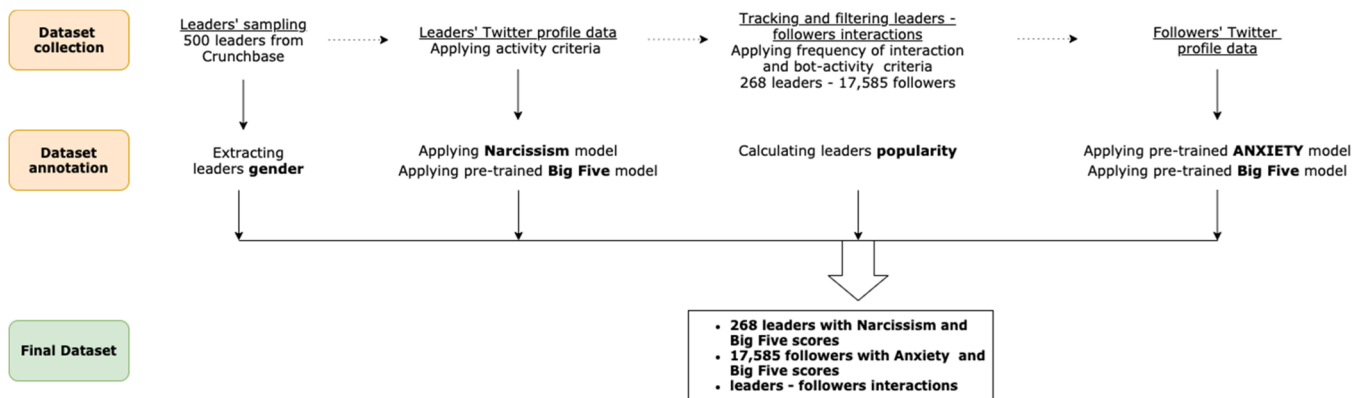 Dataset
collection
Leaders' sampling
500 leaders from
Crunchbase
Leaders' Twitter profile data
Applying activity criteria
Tracking and filtering leaders -
followers interactions
Applying frequency of interaction
and bot-activity criteria
268 leaders - 17,585 followers
Followers' Twitter
profile data
Dataset
annotation
Extracting
leaders gender
Applying Narcissism model
Applying pre-trained Big Five model
Calculating leaders popularity
Applying pre-trained ANXIETY model
Applying pre-trained Big Five model
Final Dataset
• 268 leaders with Narcissism and
Big Five scores
• 17,585 followers with Anxiety and
Big Five scores
• leaders - followers interactions